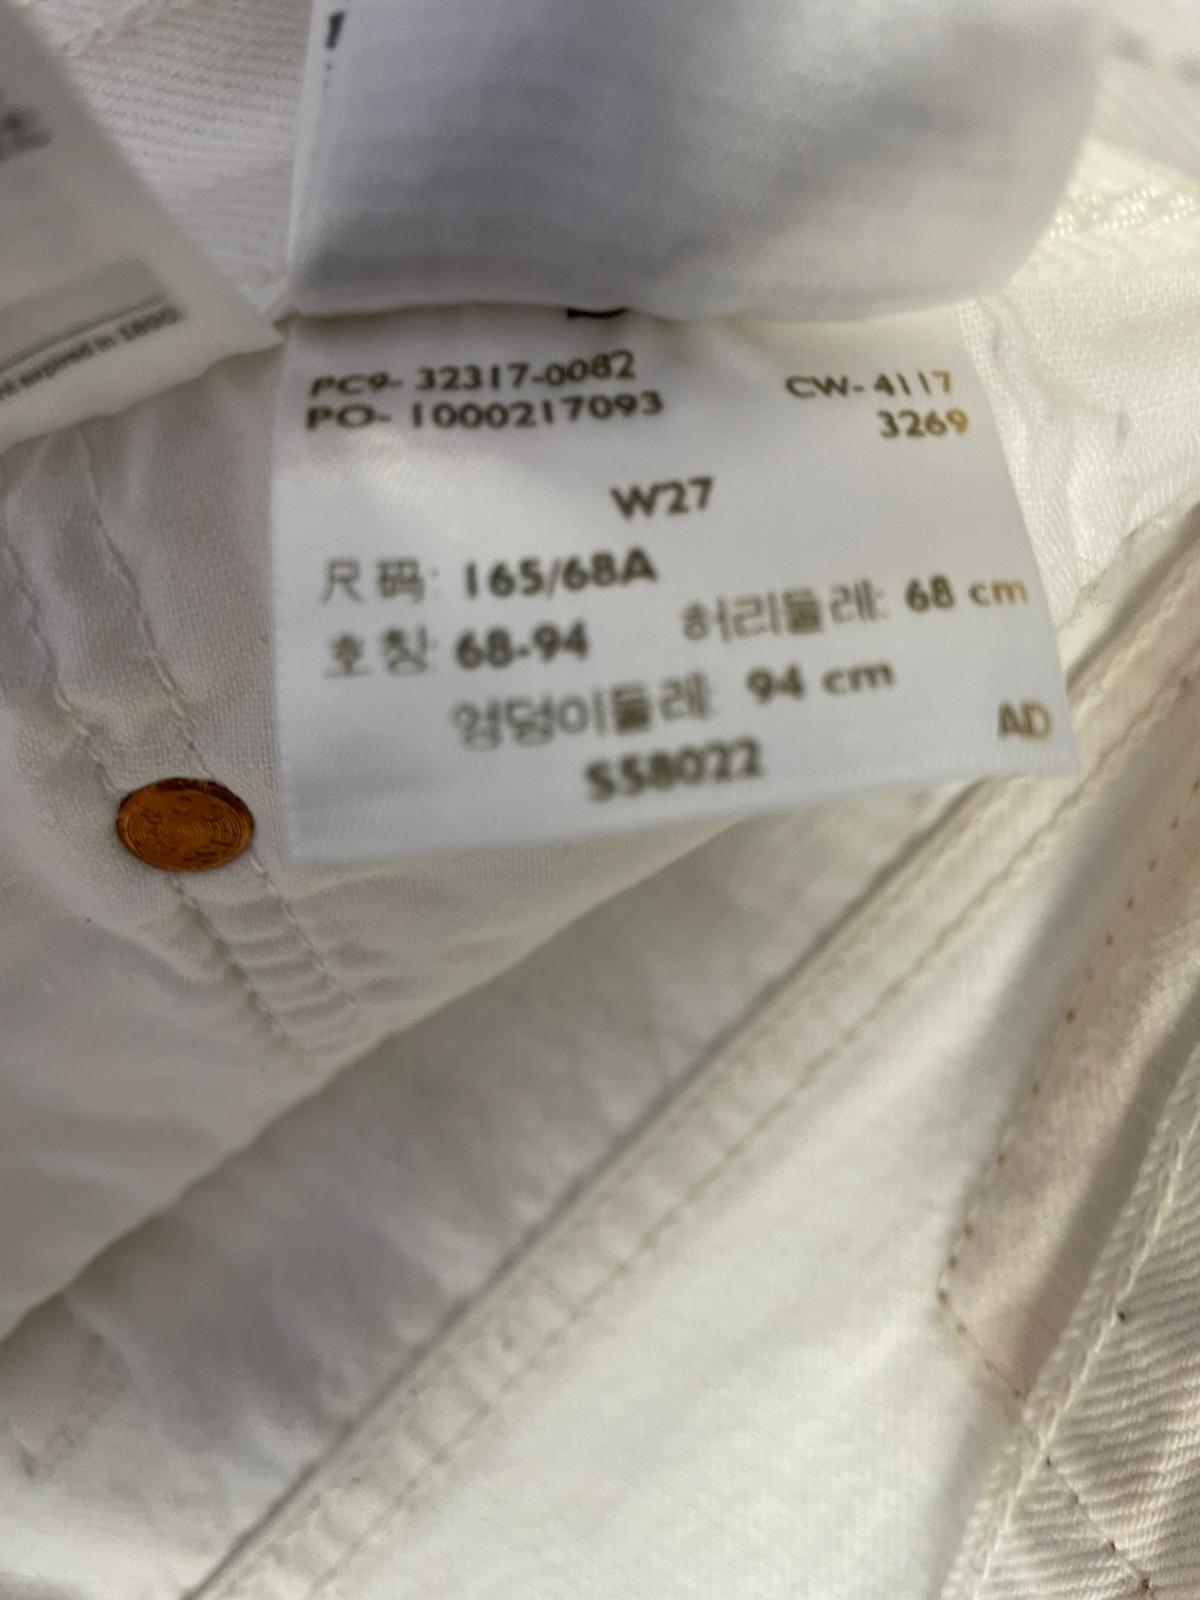 PC9- 32317-0082
CW- 4117
PO- 1000217093
3269
W27
尺码: 165/68A
호칭: 68-94 허리둘레: 68 cm
엉덩이둘레: 94 cm
AD
S58022